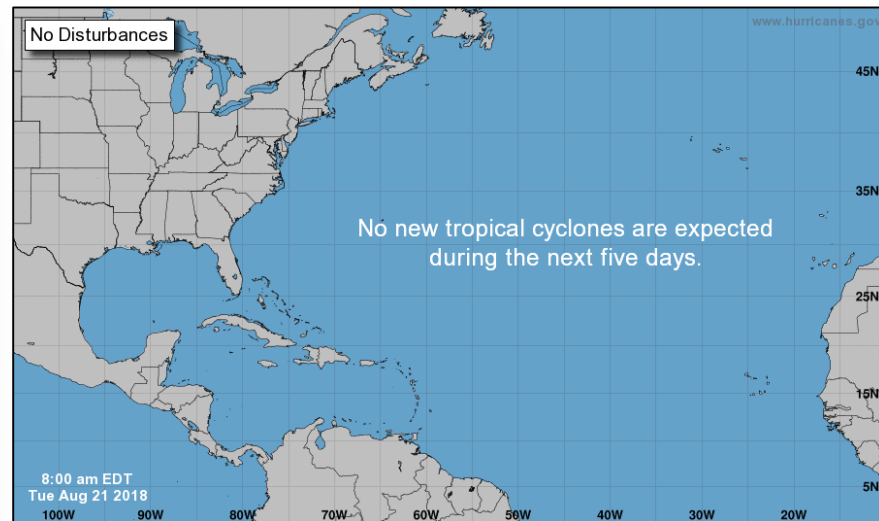 No Disturbances
www.hurricanes.gov
45N
35N
No new tropical cyclones are expected
during the next five days.
25N
15N
8:00 am EDT
Tue Aug 21 2018
5N
100W 90W 80W 70W 60W 50W 40W 30W 20W